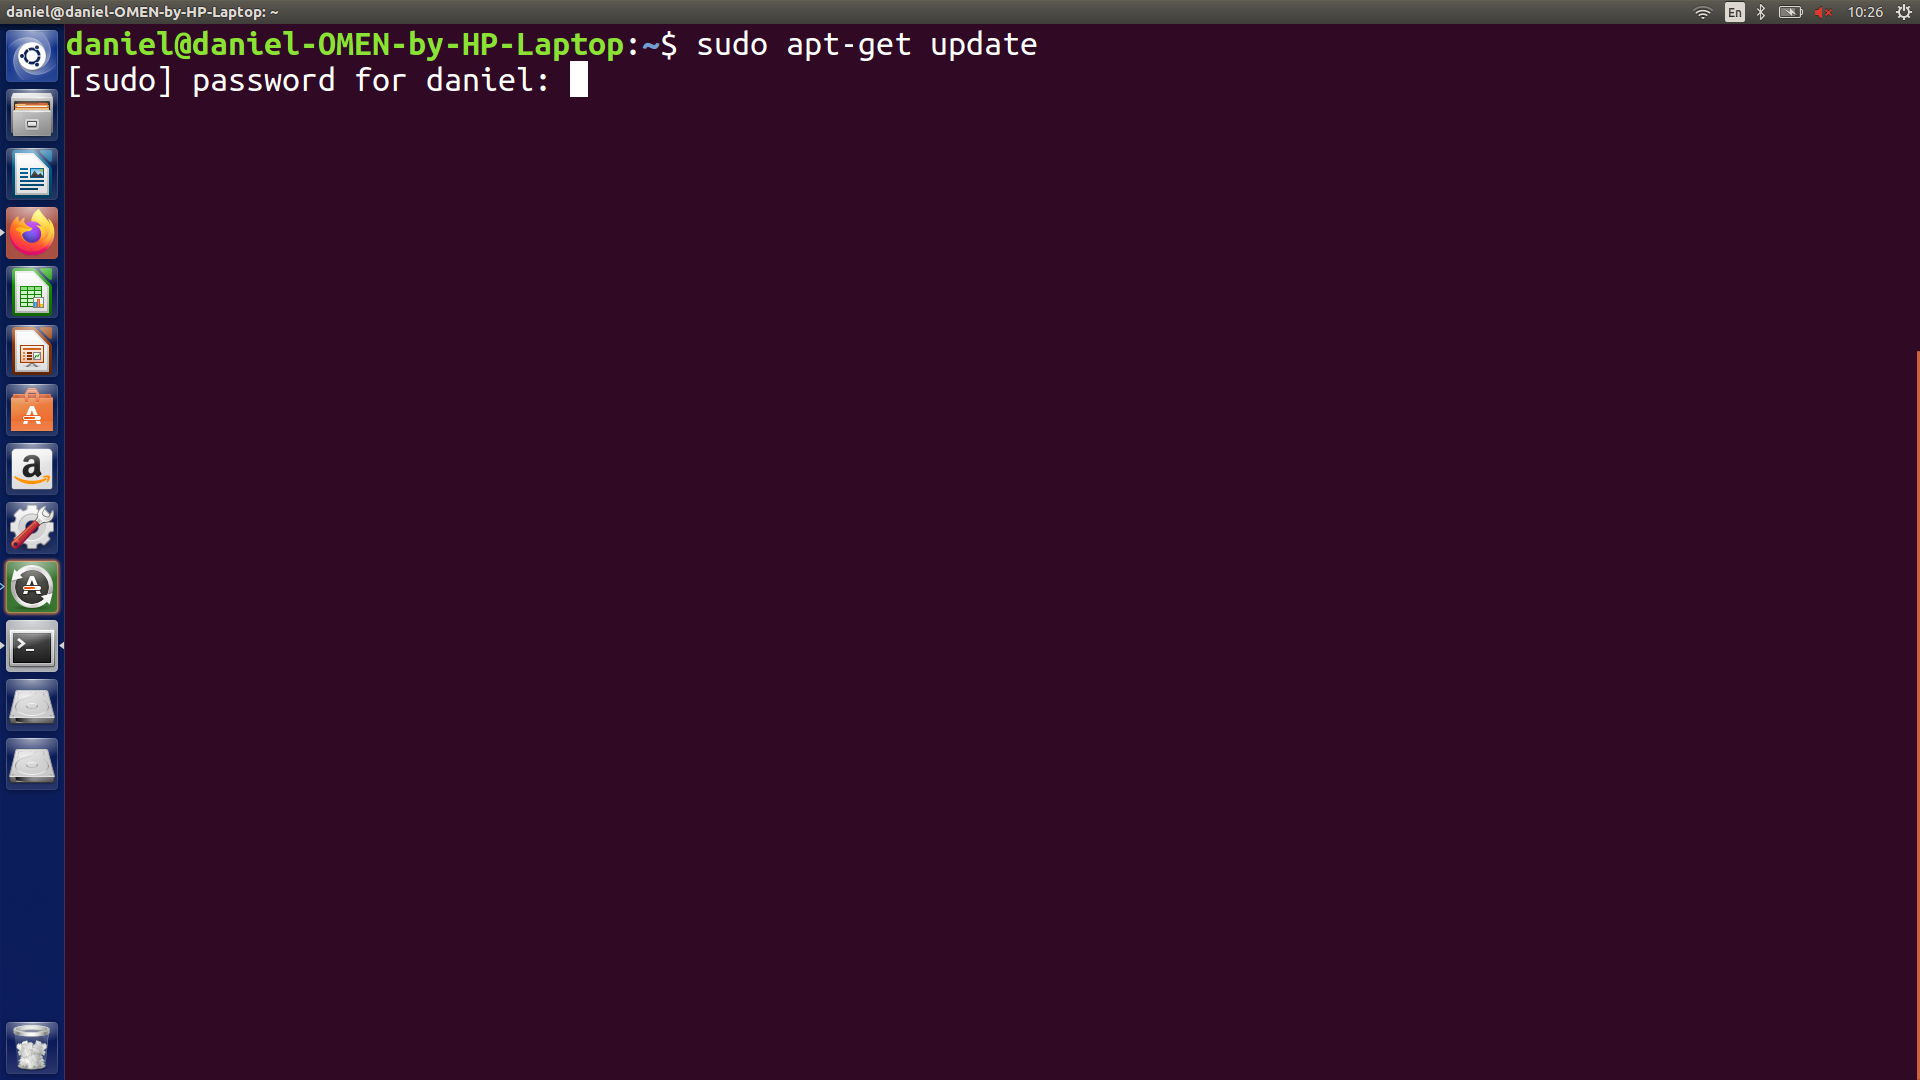 daniel@daniel-OMEN-by-HP-Laptop: ~
En
10:26
daniel@daniel-OMEN-by-HP-Laptop:~$ sudo apt-get update
[sudo] password for daniel: